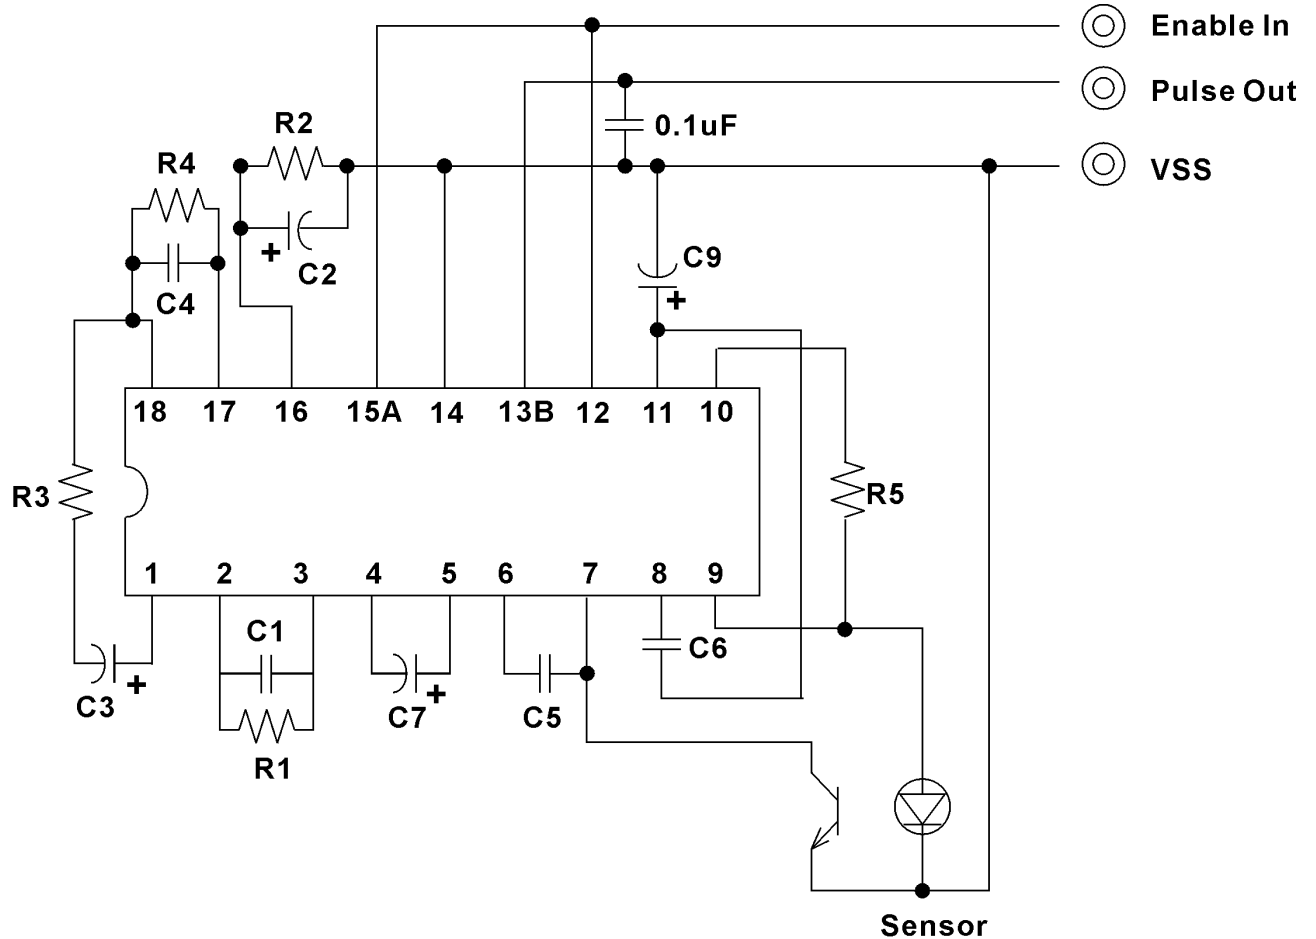 Enable In
Pulse Out
0.1uF
VSS
R2
R4
C2
C4
C9
+
+
18 17 16 15A 14 13B 12 11 10
R3
R5
1 2 3 4 5 6 7 8 9
C1
C6
+
+
C3
C7
C5
R1
Sensor